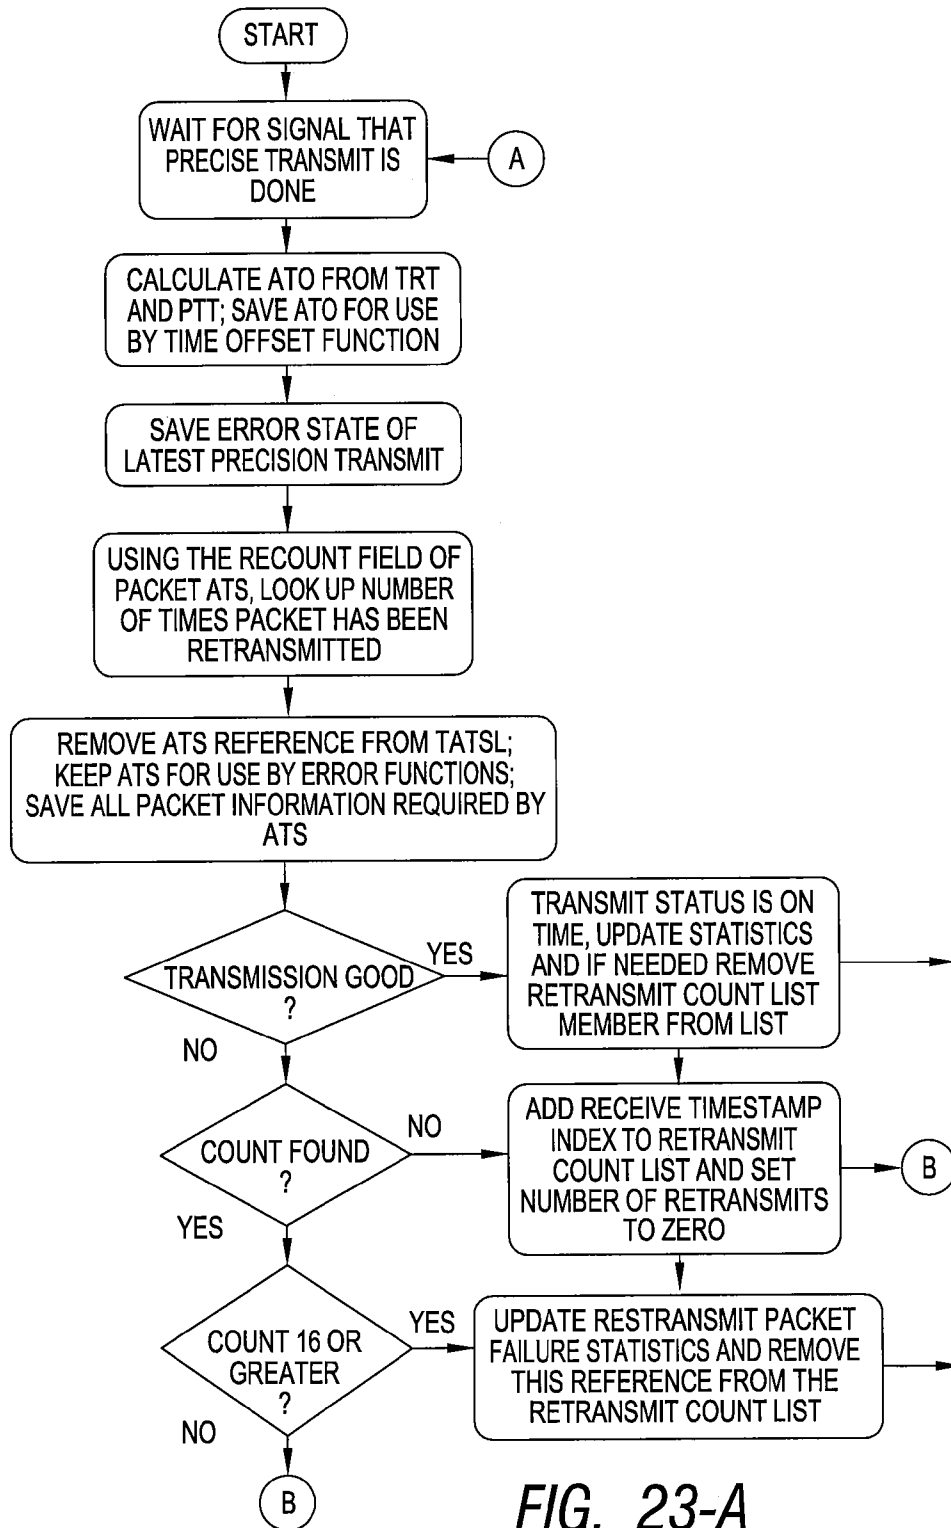 START
WAIT FOR SIGNAL THAT
PRECISE TRANSMIT IS
DONE
A
CALCULATE ATO FROM TRT
AND PTT; SAVE ATO FOR USE
BY TIME OFFSET FUNCTION
SAVE ERROR STATE OF
LATEST PRECISION TRANSMIT
USING THE RECOUNT FIELD OF
PACKET ATS, LOOK UP NUMBER
OF TIMES PACKET HAS BEEN
RETRANSMITTED
REMOVE ATS REFERENCE FROM TATSL;
KEEP ATS FOR USE BY ERROR FUNCTIONS;
SAVE ALL PACKET INFORMATION REQUIRED BY
ATS
TRANSMISSION GOOD
?
YES
NO
TRANSMIT STATUS IS ON
TIME, UPDATE STATISTICS
AND IF NEEDED REMOVE
RETRANSMIT COUNT LIST
MEMBER FROM LIST
COUNT FOUND
?
NO
YES
ADD RECEIVE TIMESTAMP
INDEX TO RETRANSMIT
COUNT LIST AND SET
NUMBER OF RETRANSMITS
TO ZERO
B
COUNT 16 OR
GREATER
?
YES
NO
UPDATE RESTRANSMIT PACKET
FAILURE STATISTICS AND REMOVE
THIS REFERENCE FROM THE
RETRANSMIT COUNT LIST
B
FIG. 23-A